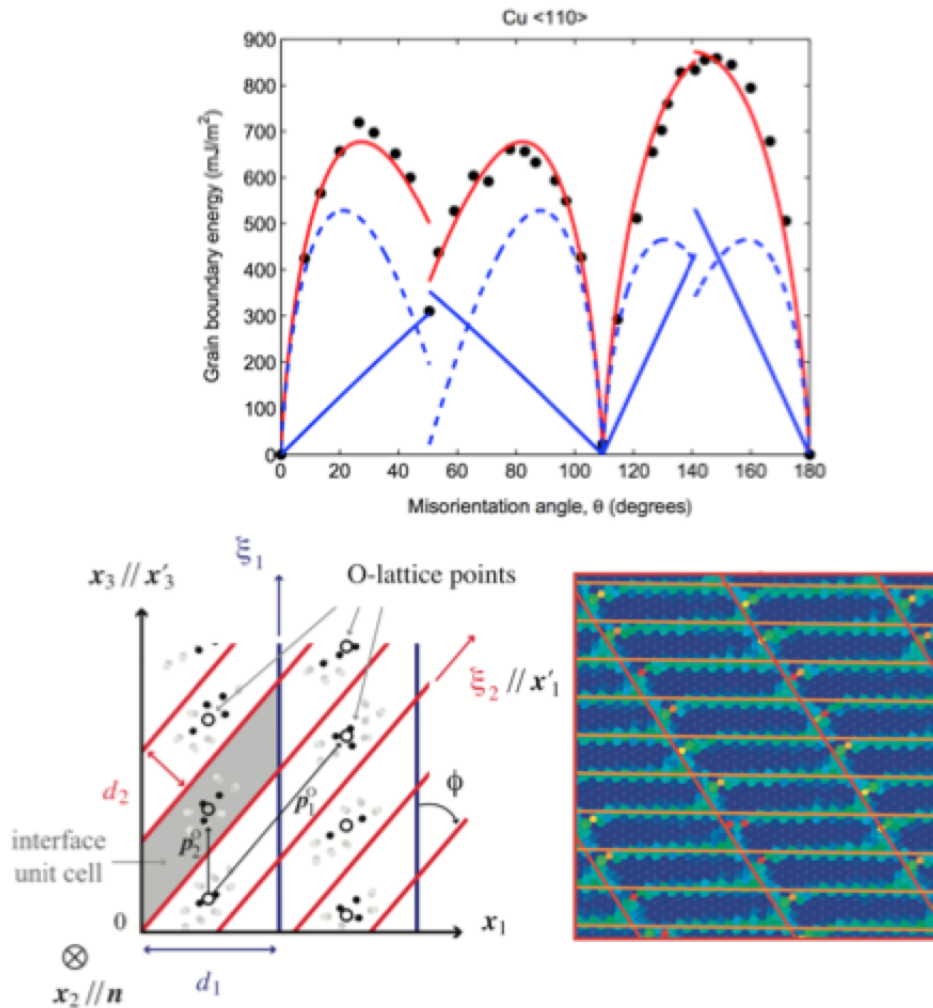 Cu <110>
Grain boundary energy (mJ/m²)
900
800
700
600
500
400
300
200
100
0
0 20 40 60 80 100 120 140 160 180
Misorientation angle, θ (degrees)
x₃ // x′₃
ξ₁
O-lattice points
ξ₂ // x′₁
d₂
p₁ᵒ
ϕ
interface
unit cell
p₂ᵒ
0
x₁
d₁
x₂ // n